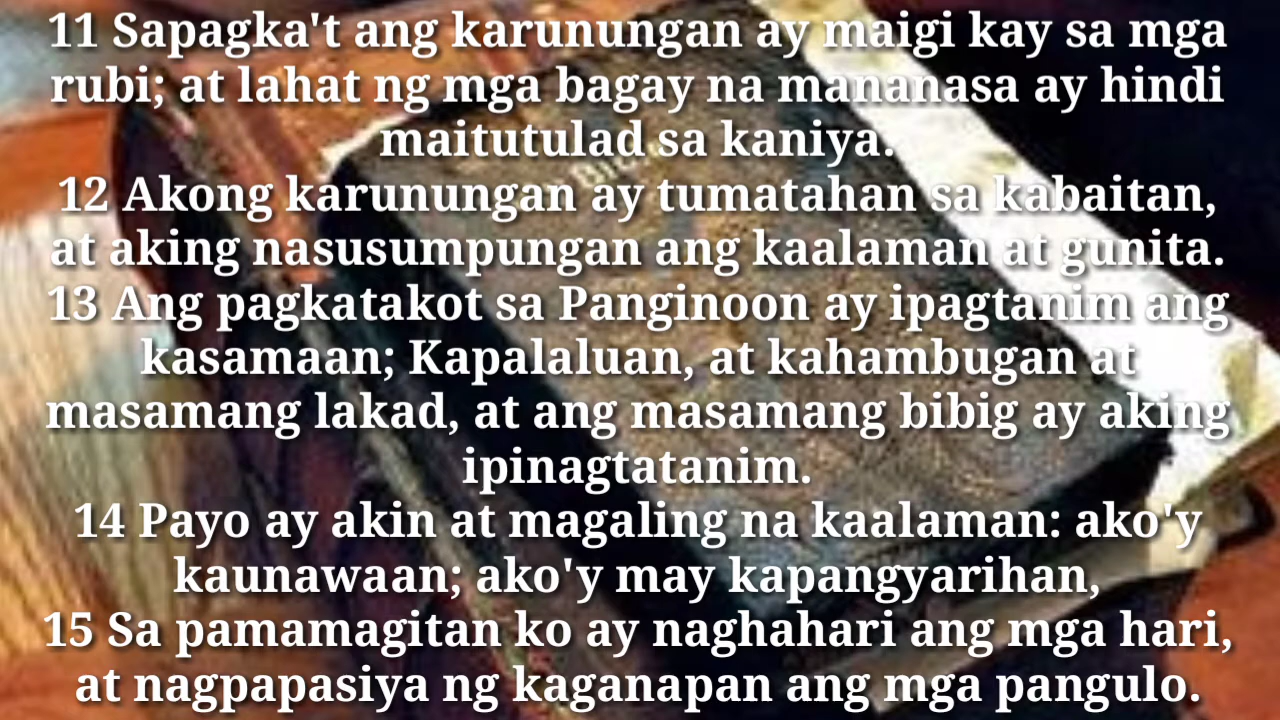 11 Sapagka't ang karunungan ay maigi kay sa mga
rubi; at lahat ng mga bagay na mananasa ay hindi
maitutulad sa kaniya.
12 Akong karunungan ay tumatahan sa kabaitan,
at aking nasusumpungan ang kaalaman at gunita.
13 Ang pagkatakot sa Panginoon ay ipagtanim ang
kasamaan; Kapalaluan, at kahambugan at
masamang lakad, at ang masamang bibig ay aking
ipinagtatanim.
14 Payo ay akin at magaling na kaalaman: ako'y
kaunawaan; ako'y may kapangyarihan,
15 Sa pamamagitan ko ay naghahari ang mga hari,
at nagpapasiya ng kaganapan ang mga pangulo.